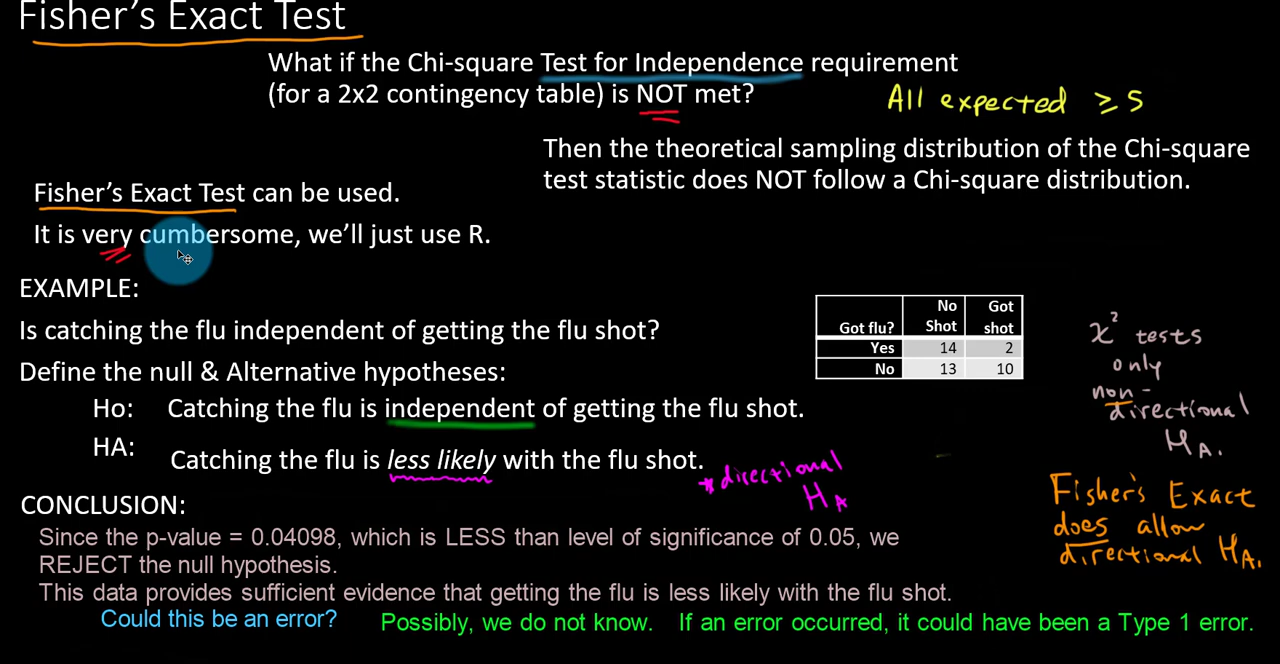 Fisher's Exact Test
What if the Chi-square Test for Independence requirement
(for a 2x2 contingency table) is NOT met?
All expected ≥ 5
Then the theoretical sampling distribution of the Chi-square
test statistic does NOT follow a Chi-square distribution.
Fisher's Exact Test can be used.
It is very cumbersome, we'll just use R.
EXAMPLE:
Is catching the flu independent of getting the flu shot?
Got flu? No Shot Got shot
Yes 14 2
No 13 10
χ² tests
only
non-
directional
HA.
Define the null & Alternative hypotheses:
Ho: Catching the flu is independent of getting the flu shot.
HA: Catching the flu is less likely with the flu shot.
* directional
HA
Fisher's Exact
does allow
directional HA.
CONCLUSION:
Since the p-value = 0.04098, which is LESS than level of significance of 0.05, we
REJECT the null hypothesis.
This data provides sufficient evidence that getting the flu is less likely with the flu shot.
Could this be an error? Possibly, we do not know. If an error occurred, it could have been a Type 1 error.